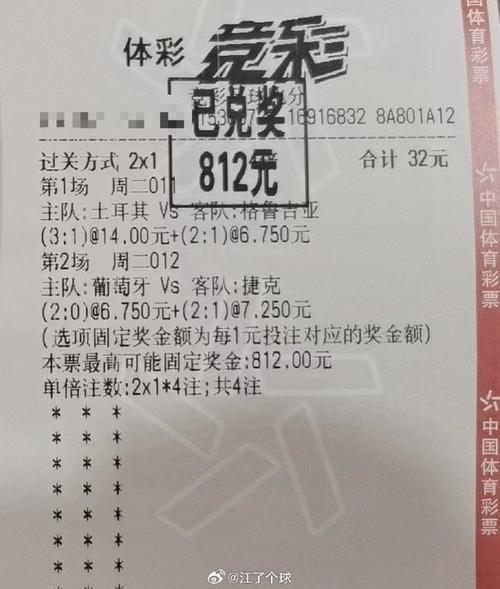 体彩 竞彩
已兑奖
812元
16916832 8A801A12
过关方式 2x1 倍 合计 32元
第1场 周二011
主队:土耳其 Vs 客队:格鲁吉亚
(3:1)@14.00元+(2:1)@6.750元
第2场 周二012
主队:葡萄牙 Vs 客队:捷克
(2:0)@6.750元+(2:1)@7.250元
(选项固定奖金额为每1元投注对应的奖金额)
本票最高可能固定奖金:812.00元
单倍注数:2x1*4注;共4注
* * *
* * *
* * *
* * *
* * *
* * *
* * *
* * *
中国体育彩票
中国体育彩票
中国体育彩票
@江了个球